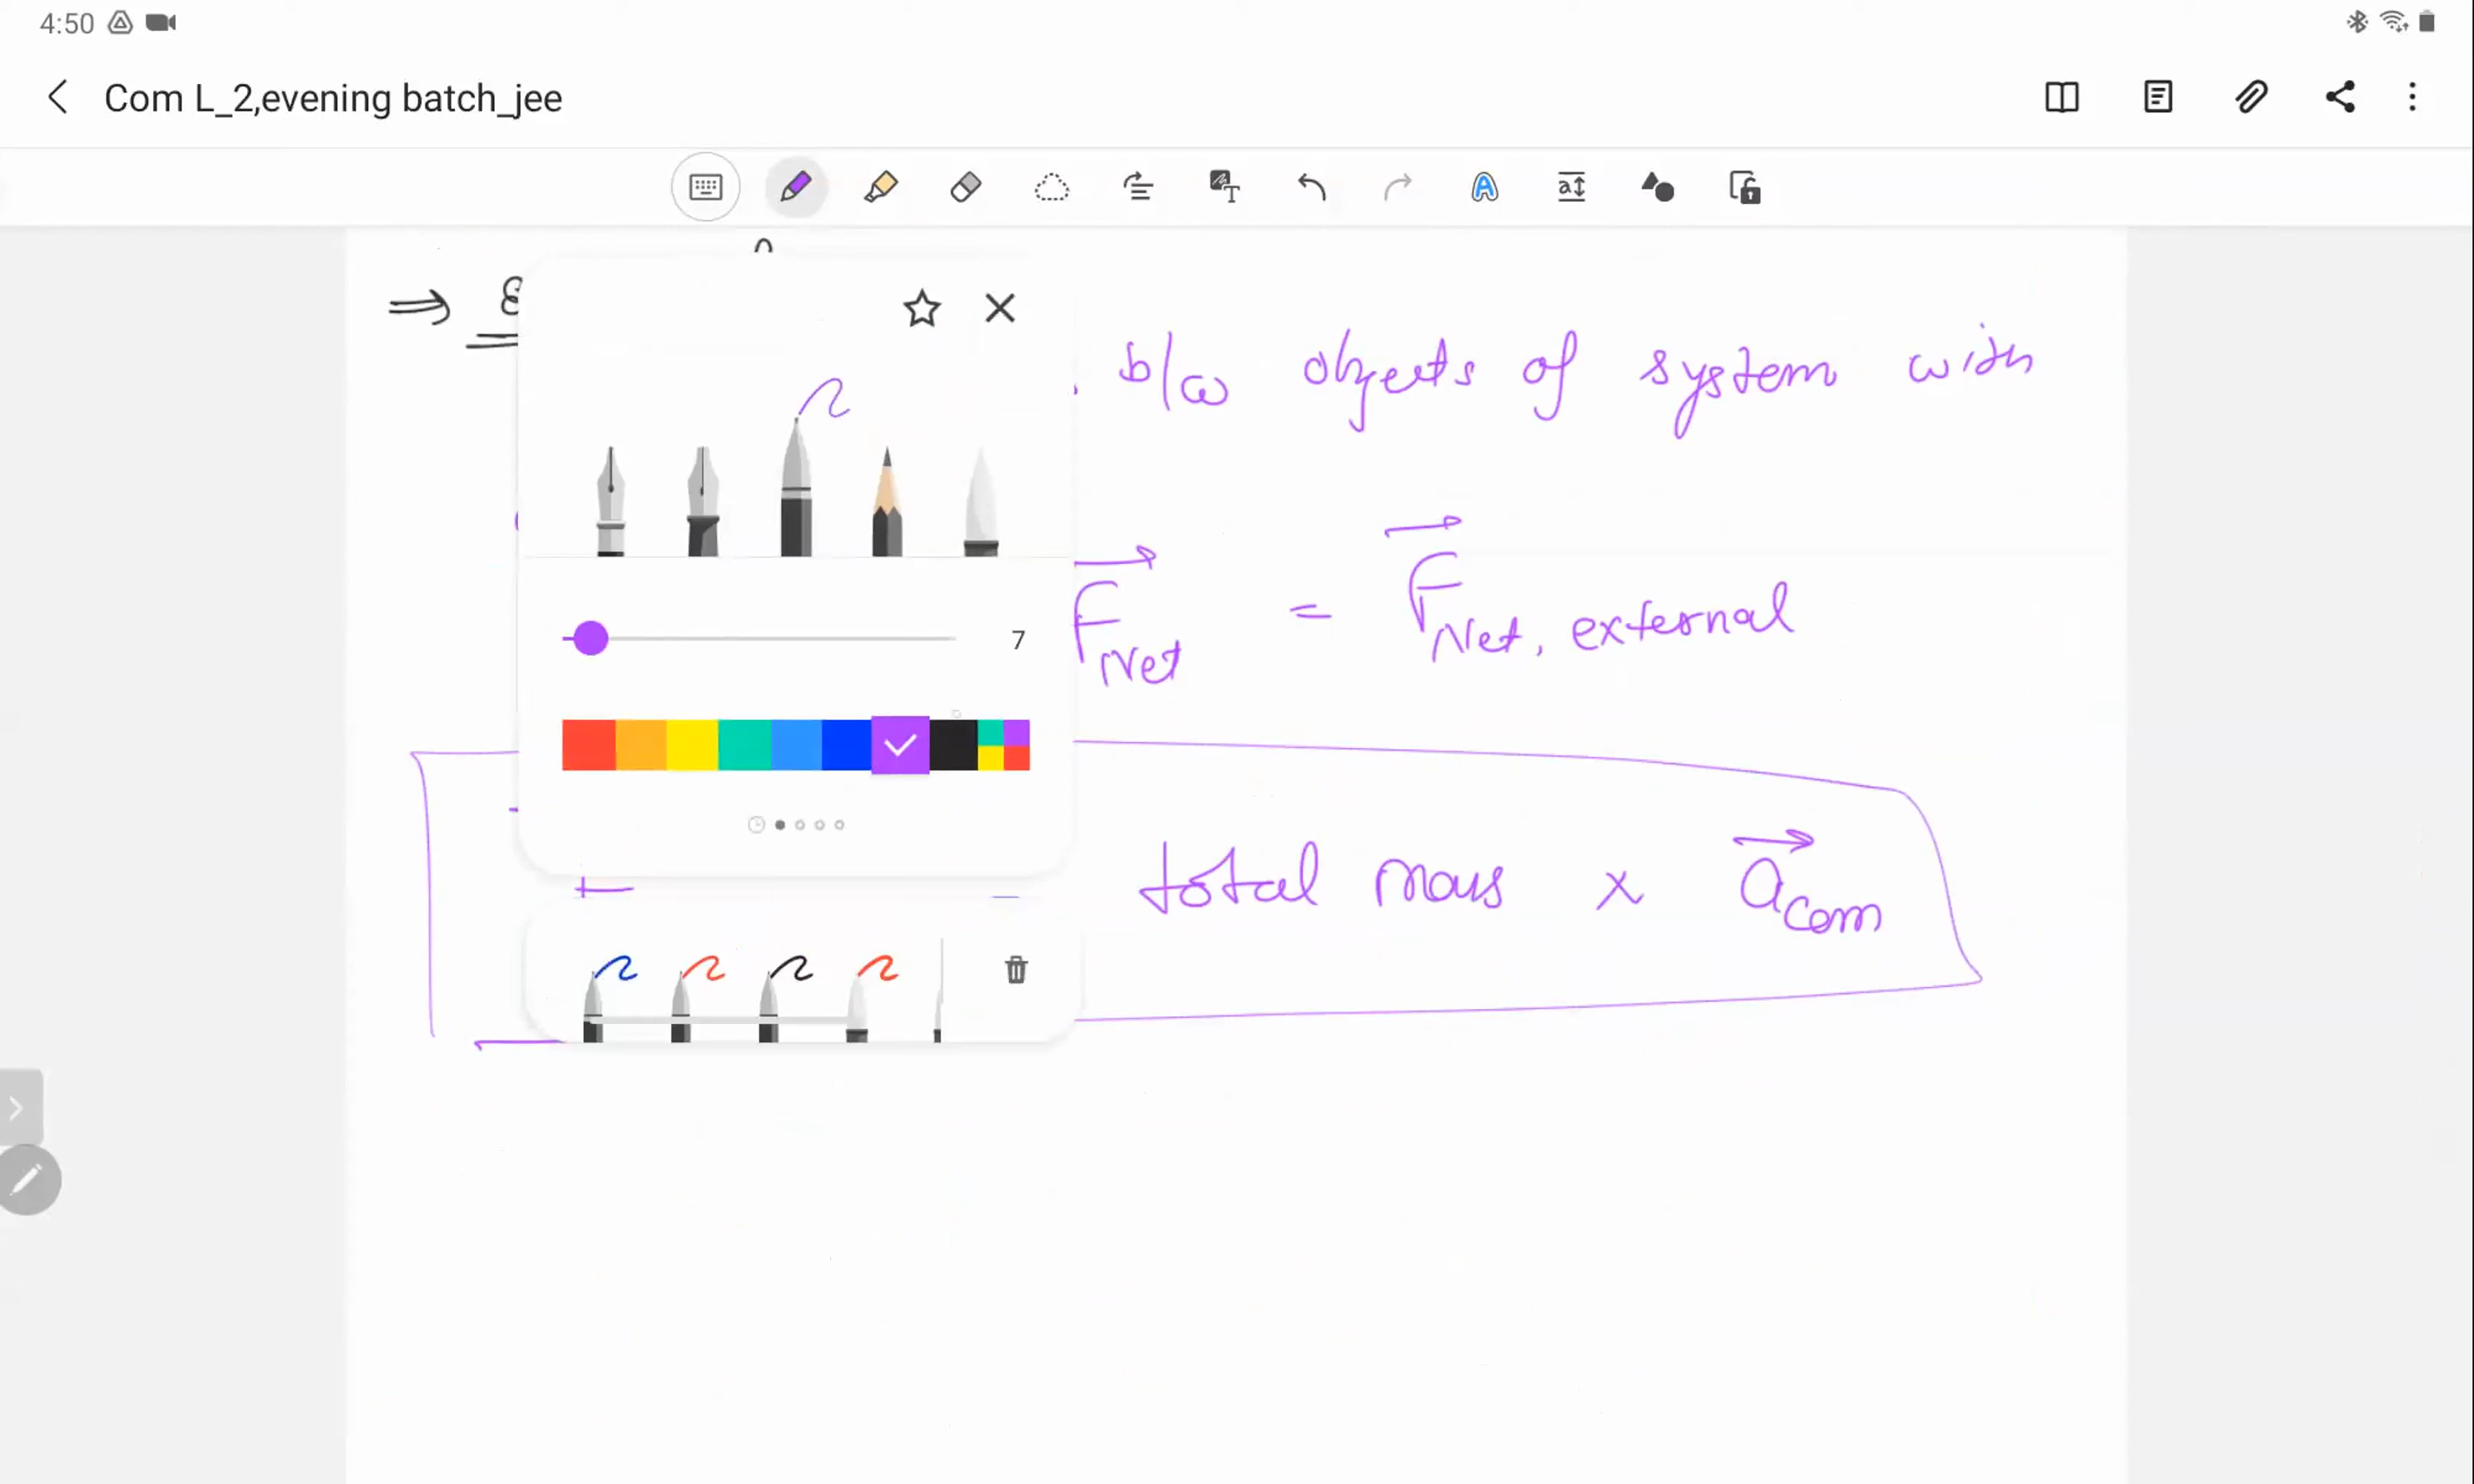 4:50
Com L_2,evening batch_jee
⇒
b/w objects of system with
F⃗Net = F⃗Net, external
7
total mass × a⃗com